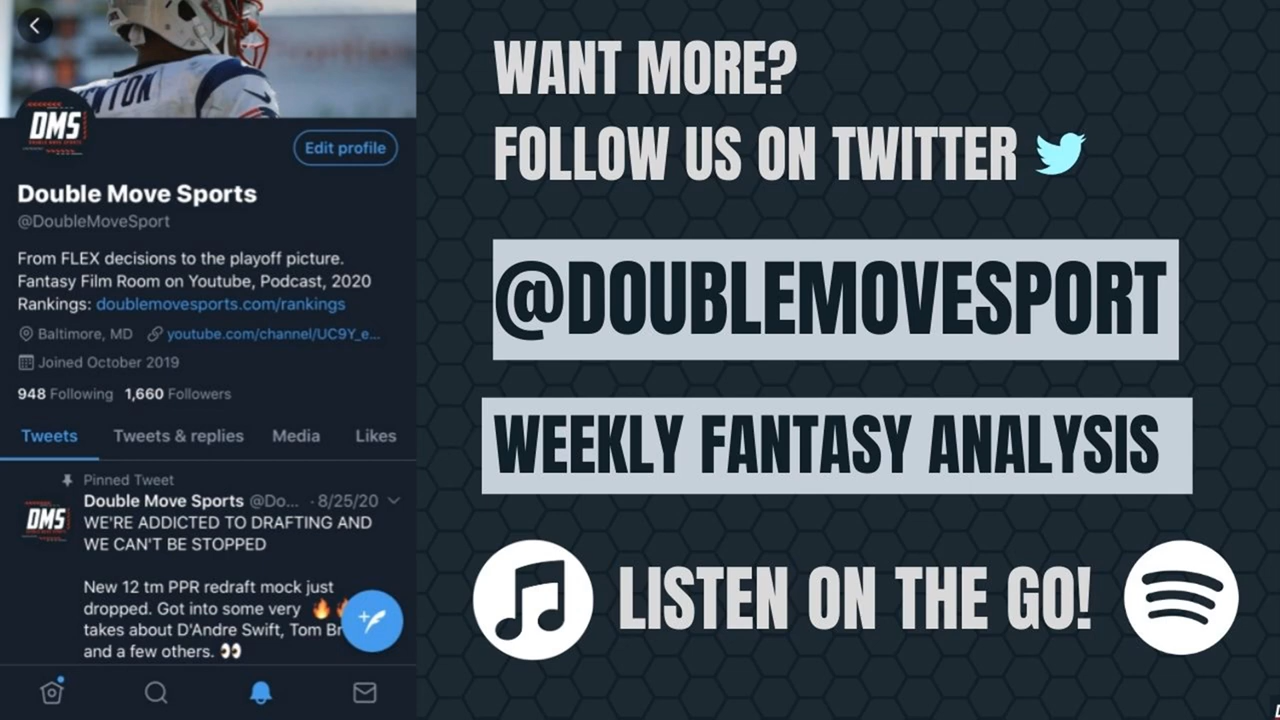 ENTON
DMS
DOUBLE MOVE SPORTS
Edit profile
Double Move Sports
@DoubleMoveSport
From FLEX decisions to the playoff picture.
Fantasy Film Room on Youtube, Podcast, 2020
Rankings: doublemovesports.com/rankings
Baltimore, MD youtube.com/channel/UC9Y_e...
Joined October 2019
948 Following 1,660 Followers
Tweets Tweets & replies Media Likes
Pinned Tweet
Double Move Sports @Do... · 8/25/20
DMS
WE'RE ADDICTED TO DRAFTING AND
WE CAN'T BE STOPPED
New 12 tm PPR redraft mock just
dropped. Got into some very 🔥🔥
takes about D'Andre Swift, Tom Br
and a few others. 👀
WANT MORE?
FOLLOW US ON TWITTER
@DOUBLEMOVESPORT
WEEKLY FANTASY ANALYSIS
LISTEN ON THE GO!